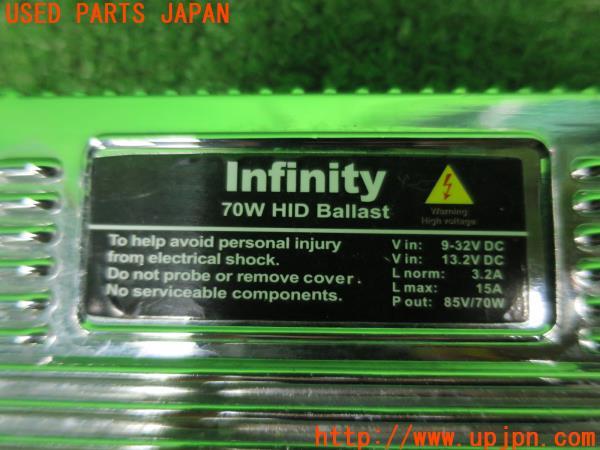 USED PARTS JAPAN
Infinity
70W HID Ballast
Warning:
High voltage
To help avoid personal injury
from electrical shock.
Do not probe or remove cover.
No serviceable components.
V in: 9-32V DC
V in: 13.2V DC
L norm: 3.2A
L max: 15A
P out: 85V/70W
http://www.upjpn.com/